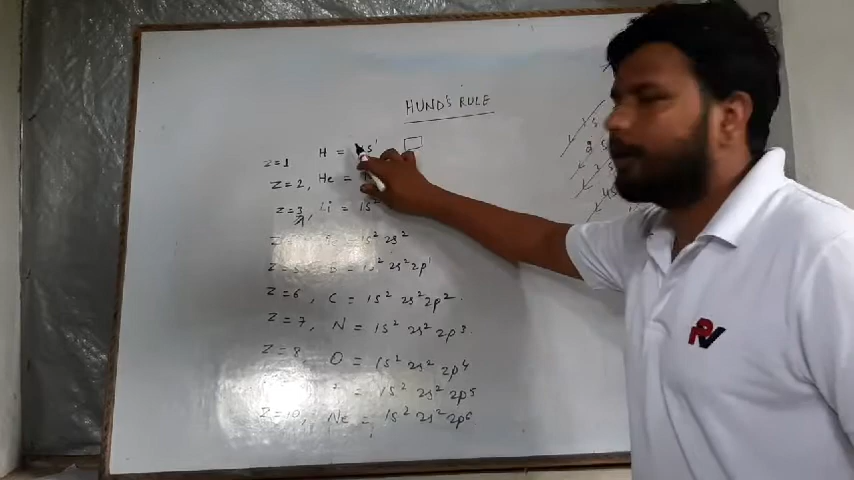 HUND'S RULE
Z=1 H = 1s¹
Z=2, He =
Z=3, Li = 1s²
1s² 2s²
B = 1s² 2s² 2p¹
Z=6, C = 1s² 2s² 2p².
Z=7, N = 1s² 2s² 2p³.
Z=8, O = 1s² 2s² 2p⁴
= 1s² 2s² 2p⁵
Z=10, Ne = 1s² 2s² 2p⁶